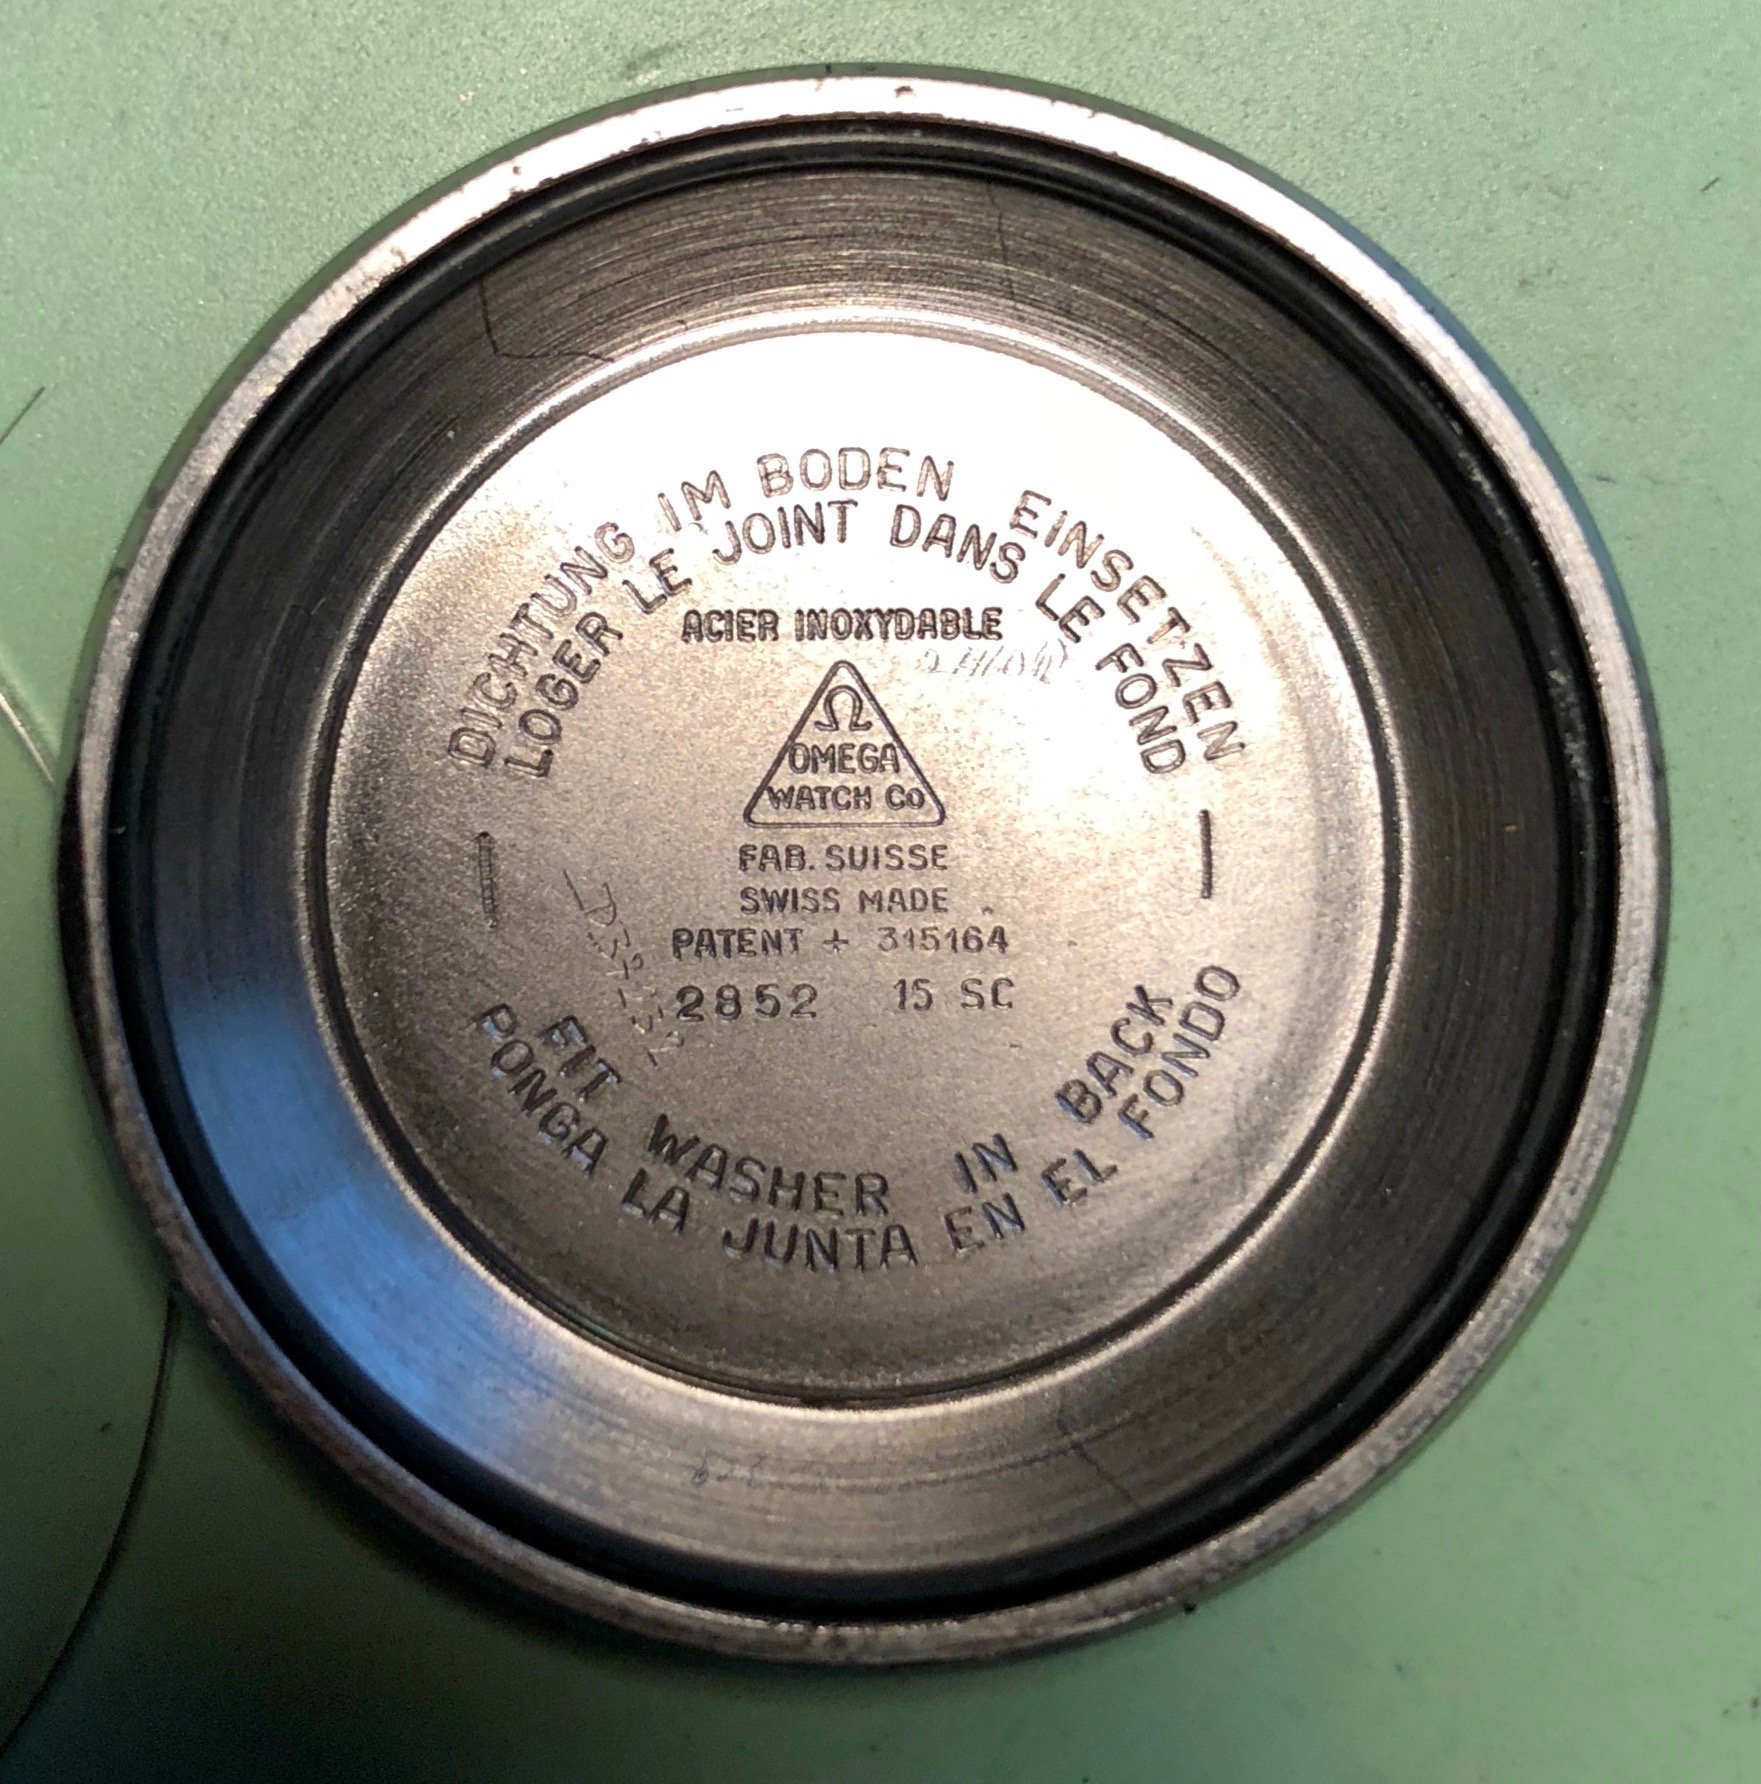 DICHTUNG IM BODEN EINSETZEN
LOGER LE JOINT DANS LE FOND
ACIER INOXYDABLE
Ω
OMEGA
WATCH Co
FAB. SUISSE
SWISS MADE
PATENT + 315164
2852 15 SC
FIT WASHER IN BACK
PONGA LA JUNTA EN EL FONDO